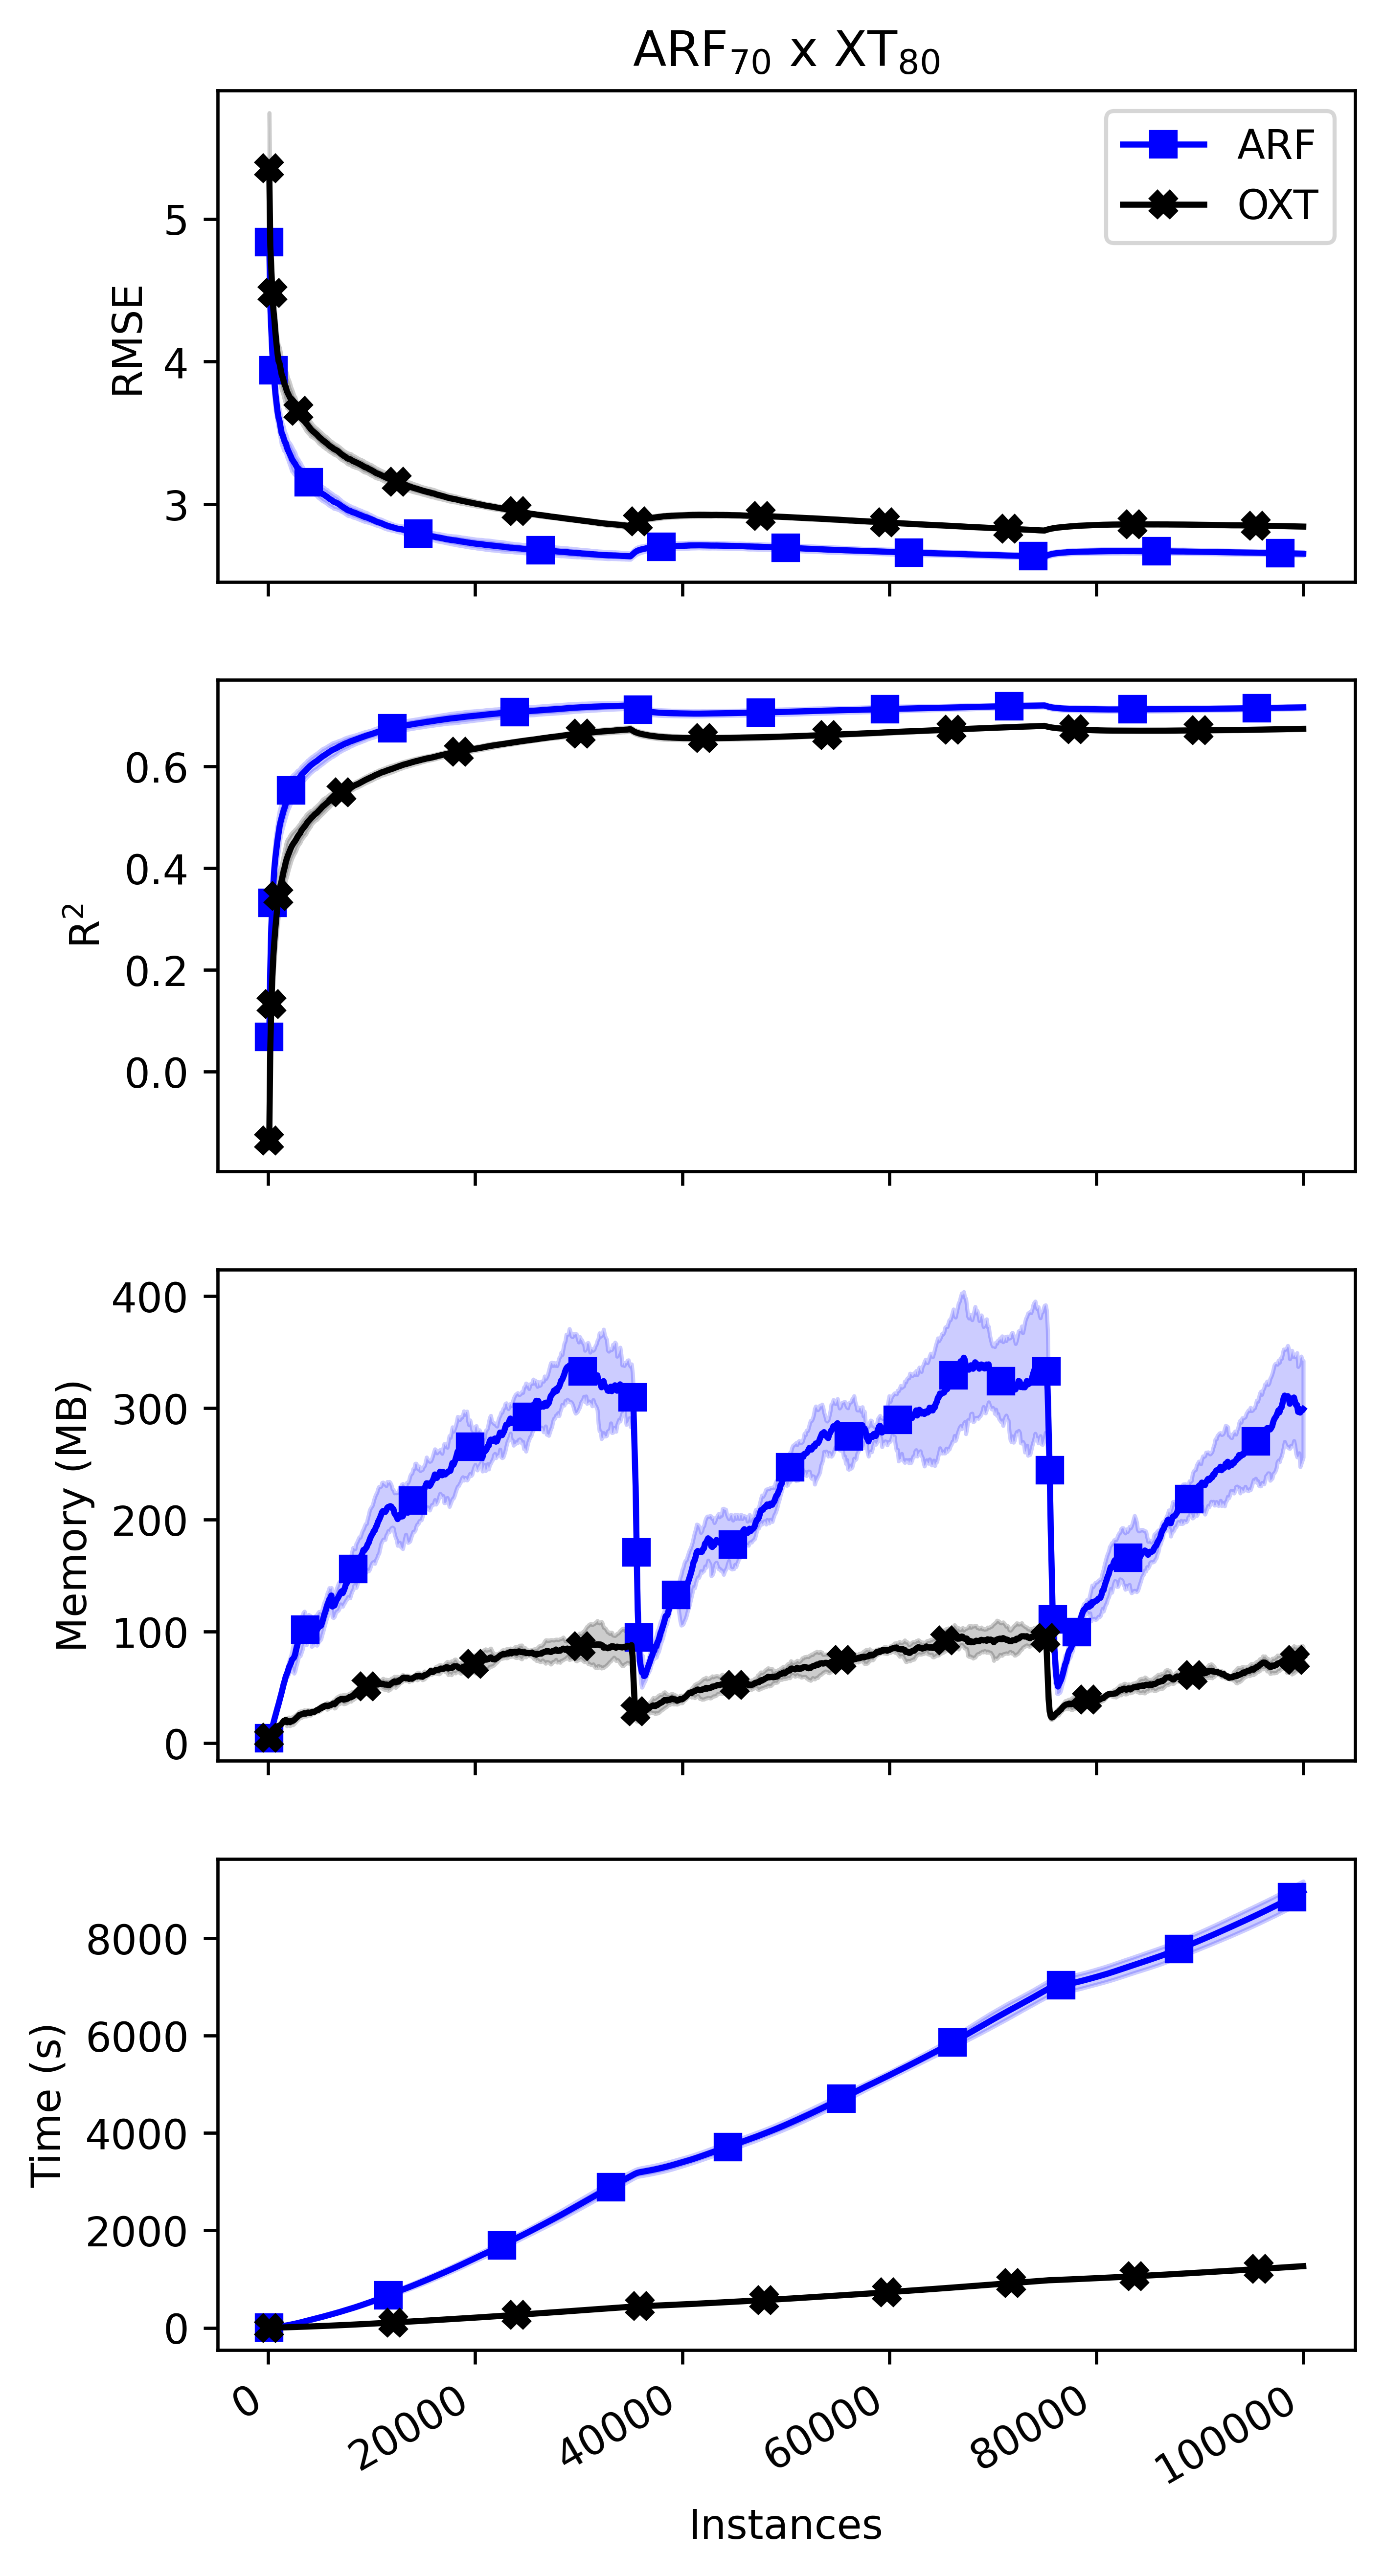 ARF₇₀ x XT₈₀
ARF
OXT
RMSE
5
4
3
R²
0.6
0.4
0.2
0.0
Memory (MB)
400
300
200
100
0
Time (s)
8000
6000
4000
2000
0
0 20000 40000 60000 80000 100000
Instances